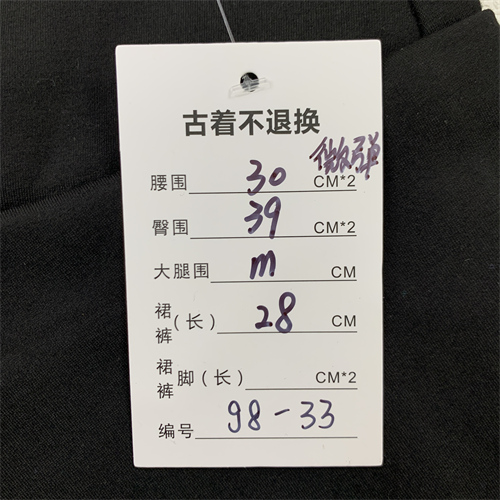 古着不退换
微弹
腰围 30 CM*2
臀围 39 CM*2
大腿围 m CM
裙裤(长) 28 CM
裙裤脚(长) CM*2
编号 98-33